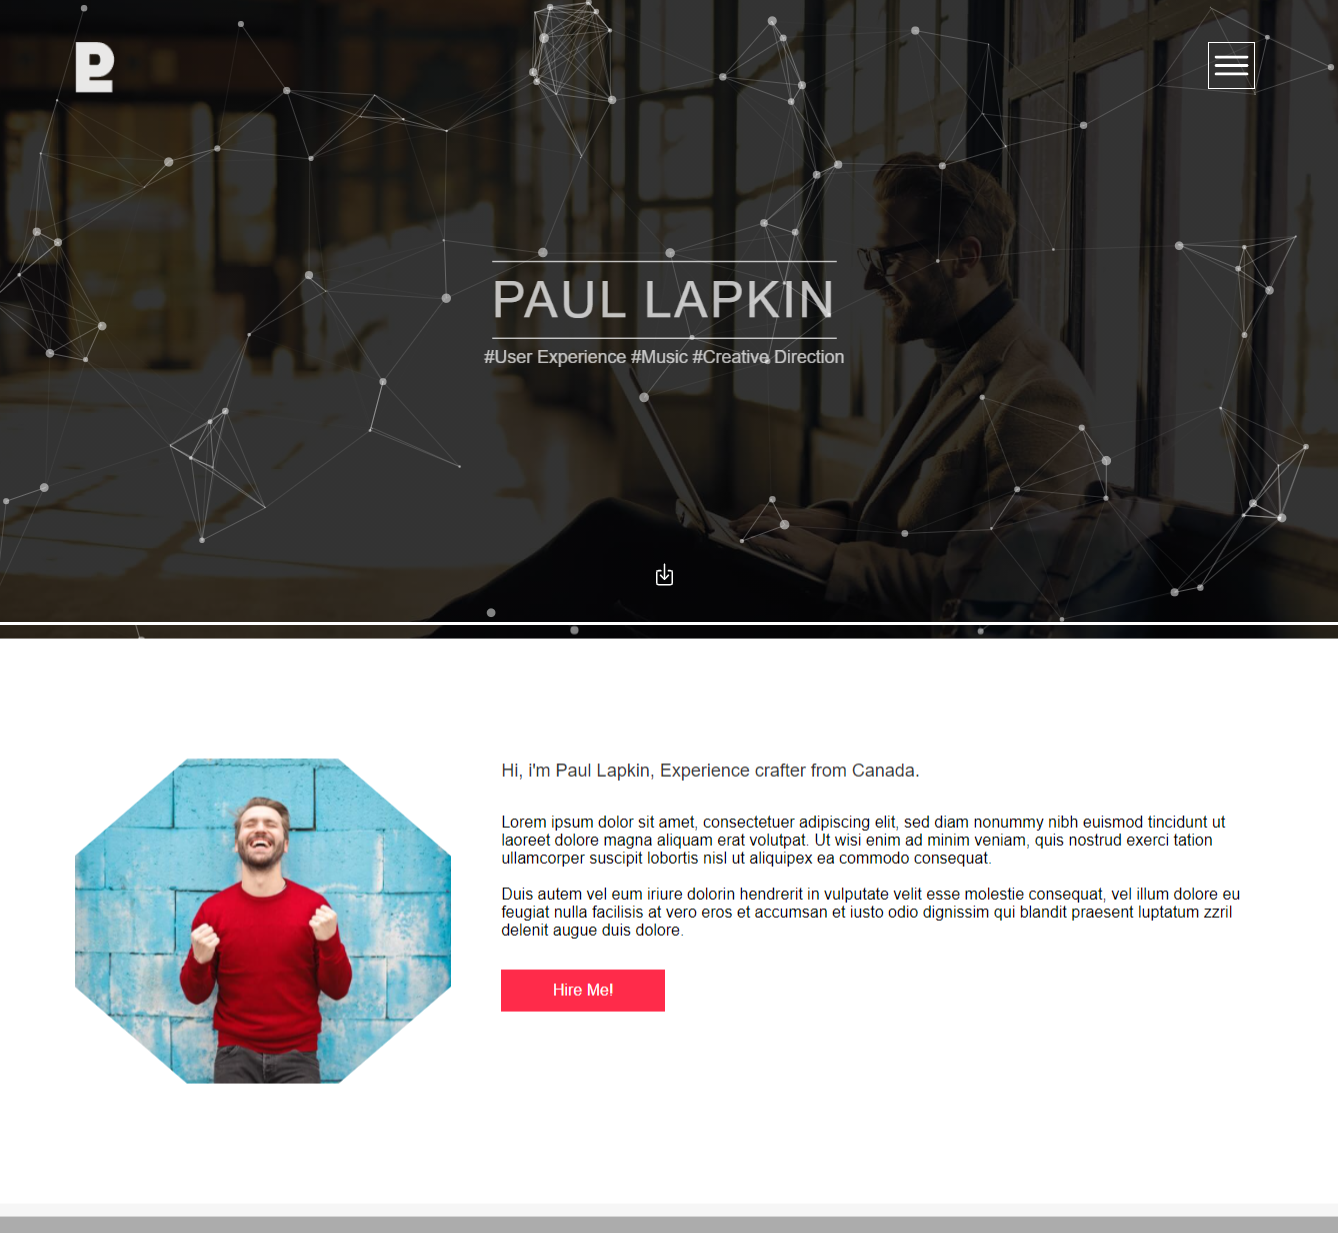 PL
PAUL LAPKIN
#User Experience #Music #Creative Direction
Hi, i'm Paul Lapkin, Experience crafter from Canada.
Lorem ipsum dolor sit amet, consectetuer adipiscing elit, sed diam nonummy nibh euismod tincidunt ut
laoreet dolore magna aliquam erat volutpat. Ut wisi enim ad minim veniam, quis nostrud exerci tation
ullamcorper suscipit lobortis nisl ut aliquipex ea commodo consequat.
Duis autem vel eum iriure dolorin hendrerit in vulputate velit esse molestie consequat, vel illum dolore eu
feugiat nulla facilisis at vero eros et accumsan et iusto odio dignissim qui blandit praesent luptatum zzril
delenit augue duis dolore.
Hire Me!